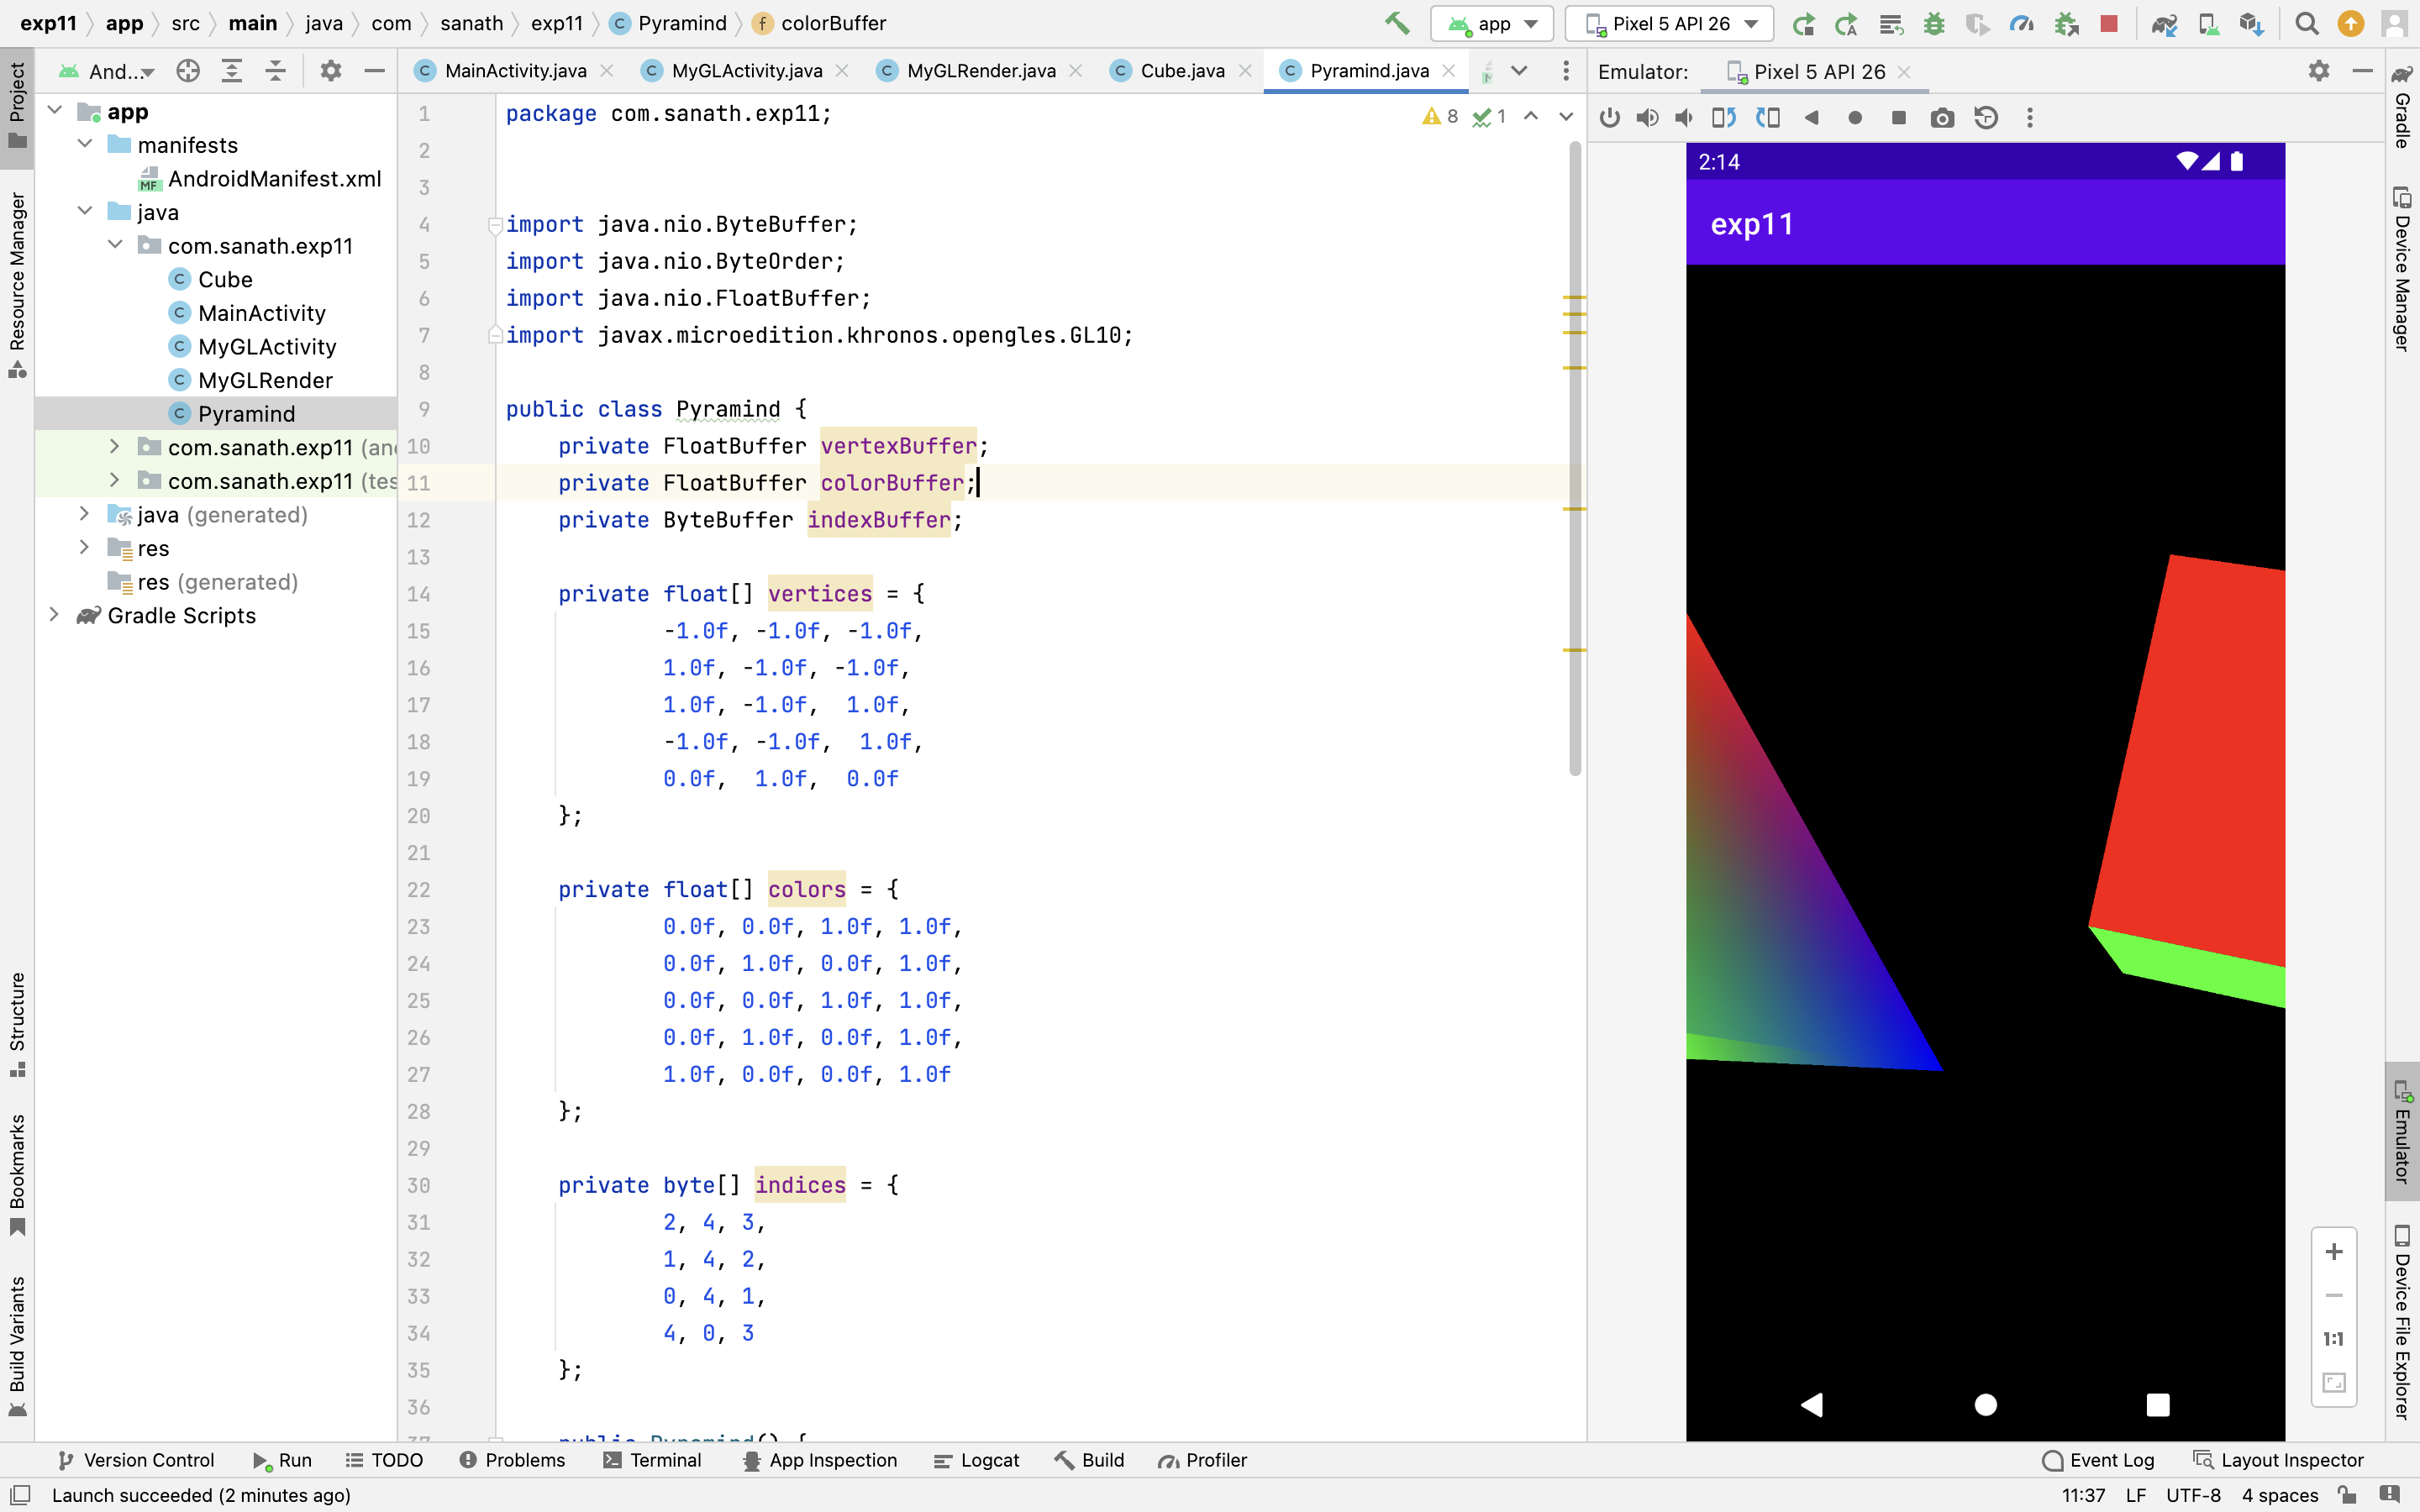 exp11 app src main java com sanath exp11 Pyramind colorBuffer app Pixel 5 API 26
And... MainActivity.java MyGLActivity.java MyGLRender.java Cube.java Pyramind.java Emulator: Pixel 5 API 26
Project
Resource Manager
Structure
Bookmarks
Build Variants
app
manifests
AndroidManifest.xml
java
com.sanath.exp11
Cube
MainActivity
MyGLActivity
MyGLRender
Pyramind
com.sanath.exp11 (an
com.sanath.exp11 (tes
java (generated)
res
res (generated)
Gradle Scripts
8 1
1 package com.sanath.exp11;
2
3
4 import java.nio.ByteBuffer;
5 import java.nio.ByteOrder;
6 import java.nio.FloatBuffer;
7 import javax.microedition.khronos.opengles.GL10;
8
9 public class Pyramind {
10 private FloatBuffer vertexBuffer;
11 private FloatBuffer colorBuffer;
12 private ByteBuffer indexBuffer;
13
14 private float[] vertices = {
15 -1.0f, -1.0f, -1.0f,
16 1.0f, -1.0f, -1.0f,
17 1.0f, -1.0f, 1.0f,
18 -1.0f, -1.0f, 1.0f,
19 0.0f, 1.0f, 0.0f
20 };
21
22 private float[] colors = {
23 0.0f, 0.0f, 1.0f, 1.0f,
24 0.0f, 1.0f, 0.0f, 1.0f,
25 0.0f, 0.0f, 1.0f, 1.0f,
26 0.0f, 1.0f, 0.0f, 1.0f,
27 1.0f, 0.0f, 0.0f, 1.0f
28 };
29
30 private byte[] indices = {
31 2, 4, 3,
32 1, 4, 2,
33 0, 4, 1,
34 4, 0, 3
35 };
36
37 public Pyramind() {
2:14
exp11
1:1
Gradle
Device Manager
Emulator
Device File Explorer
Version Control Run TODO Problems Terminal App Inspection Logcat Build Profiler Event Log Layout Inspector
Launch succeeded (2 minutes ago) 11:37 LF UTF-8 4 spaces